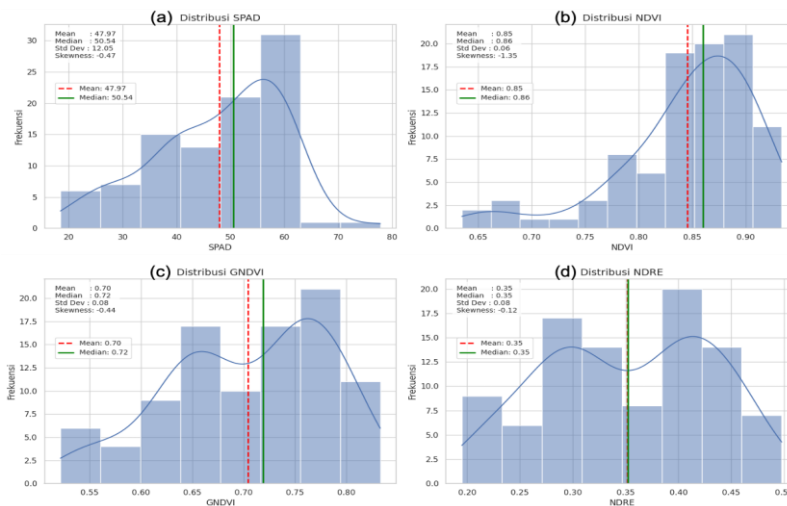 (a) Distribusi SPAD
Mean : 47.97
Median : 50.54
Std Dev : 12.05
Skewness: -0.47
Mean: 47.97
Median: 50.54
Frekuensi
30
25
20
15
10
5
0
20 30 40 50 60 70 80
SPAD
(b) Distribusi NDVI
Mean : 0.85
Median : 0.86
Std Dev : 0.06
Skewness: -1.35
Mean: 0.85
Median: 0.86
Frekuensi
20.0
17.5
15.0
12.5
10.0
7.5
5.0
2.5
0.0
0.65 0.70 0.75 0.80 0.85 0.90
NDVI
(c) Distribusi GNDVI
Mean : 0.70
Median : 0.72
Std Dev : 0.08
Skewness: -0.44
Mean: 0.70
Median: 0.72
Frekuensi
20.0
17.5
15.0
12.5
10.0
7.5
5.0
2.5
0.0
0.55 0.60 0.65 0.70 0.75 0.80
GNDVI
(d) Distribusi NDRE
Mean : 0.35
Median : 0.35
Std Dev : 0.08
Skewness: -0.12
Mean: 0.35
Median: 0.35
Frekuensi
20.0
17.5
15.0
12.5
10.0
7.5
5.0
2.5
0.0
0.20 0.25 0.30 0.35 0.40 0.45 0.5
NDRE